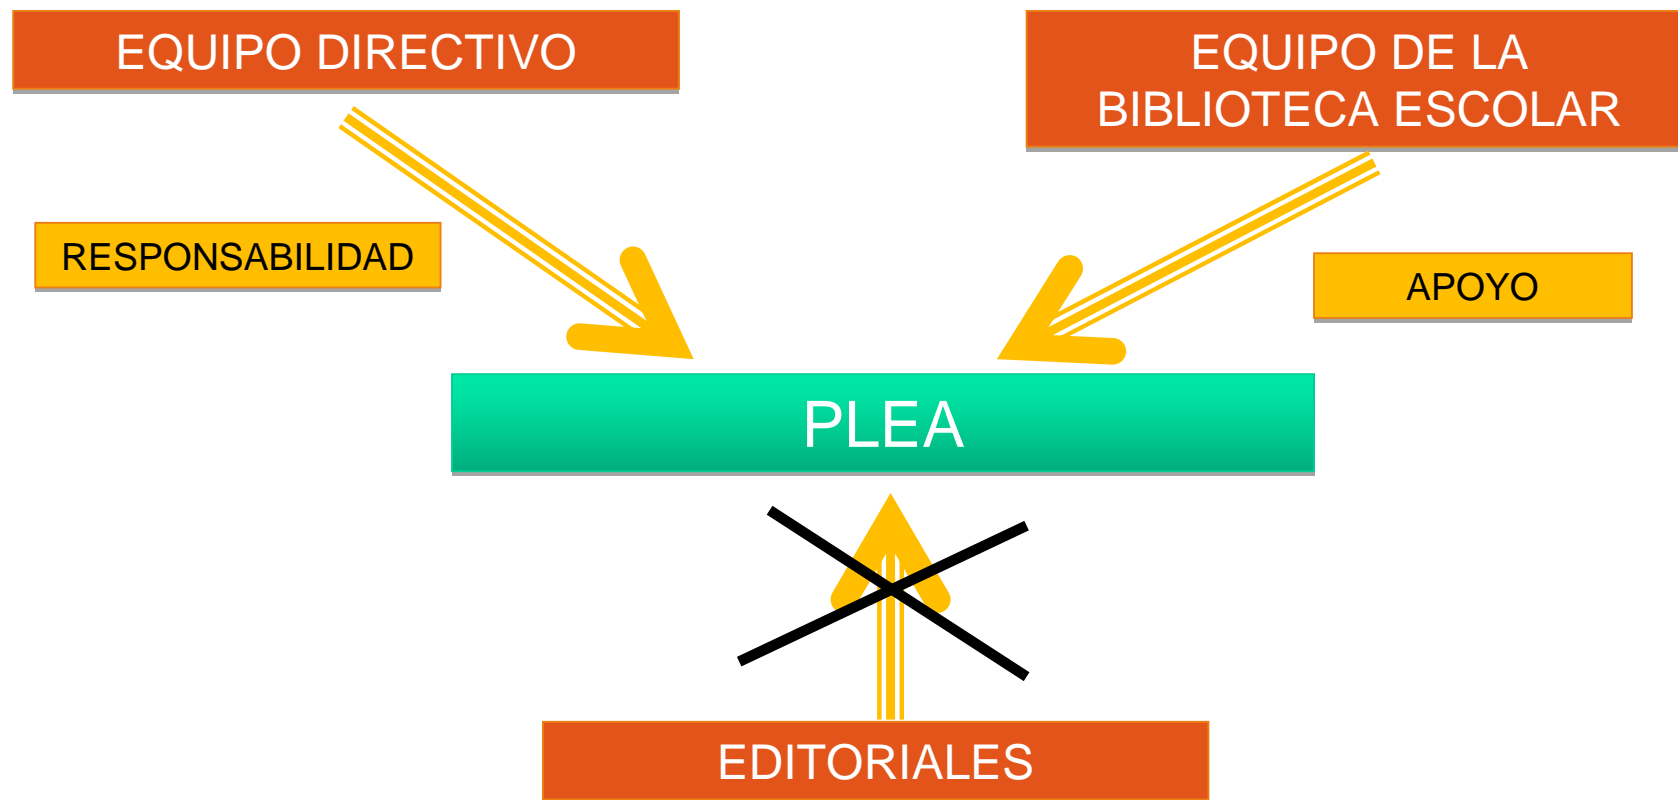 EQUIPO DIRECTIVO
EQUIPO DE LA
BIBLIOTECA ESCOLAR
RESPONSABILIDAD
APOYO
PLEA
EDITORIALES